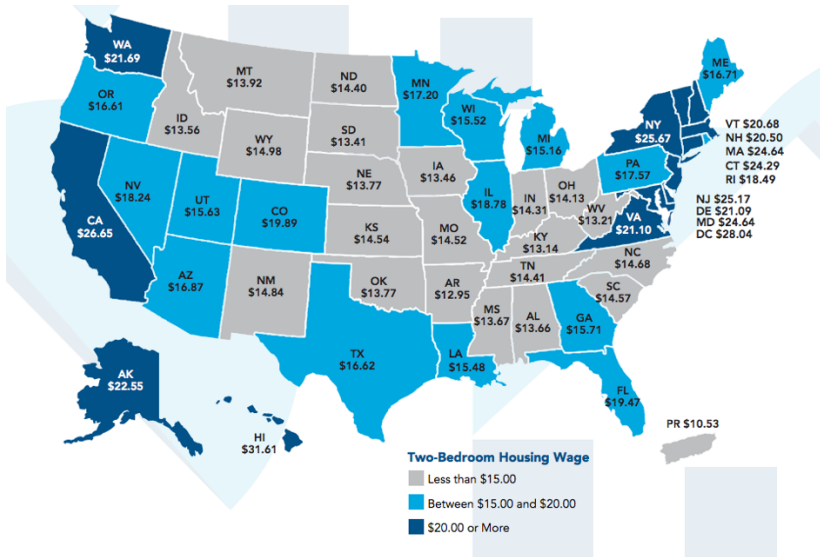 WA
$21.69
OR
$16.61
CA
$26.65
NV
$18.24
ID
$13.56
MT
$13.92
WY
$14.98
UT
$15.63
CO
$19.89
AZ
$16.87
NM
$14.84
ND
$14.40
SD
$13.41
NE
$13.77
KS
$14.54
OK
$13.77
TX
$16.62
MN
$17.20
IA
$13.46
MO
$14.52
AR
$12.95
LA
$15.48
WI
$15.52
IL
$18.78
MI
$15.16
IN
$14.31
OH
$14.13
KY
$13.14
TN
$14.41
MS
$13.67
AL
$13.66
GA
$15.71
FL
$19.47
SC
$14.57
NC
$14.68
WV
$13.21
VA
$21.10
PA
$17.57
NY
$25.67
ME
$16.71
VT $20.68
NH $20.50
MA $24.64
CT $24.29
RI $18.49
NJ $25.17
DE $21.09
MD $24.64
DC $28.04
AK
$22.55
HI
$31.61
PR $10.53
Two-Bedroom Housing Wage
Less than $15.00
Between $15.00 and $20.00
$20.00 or More